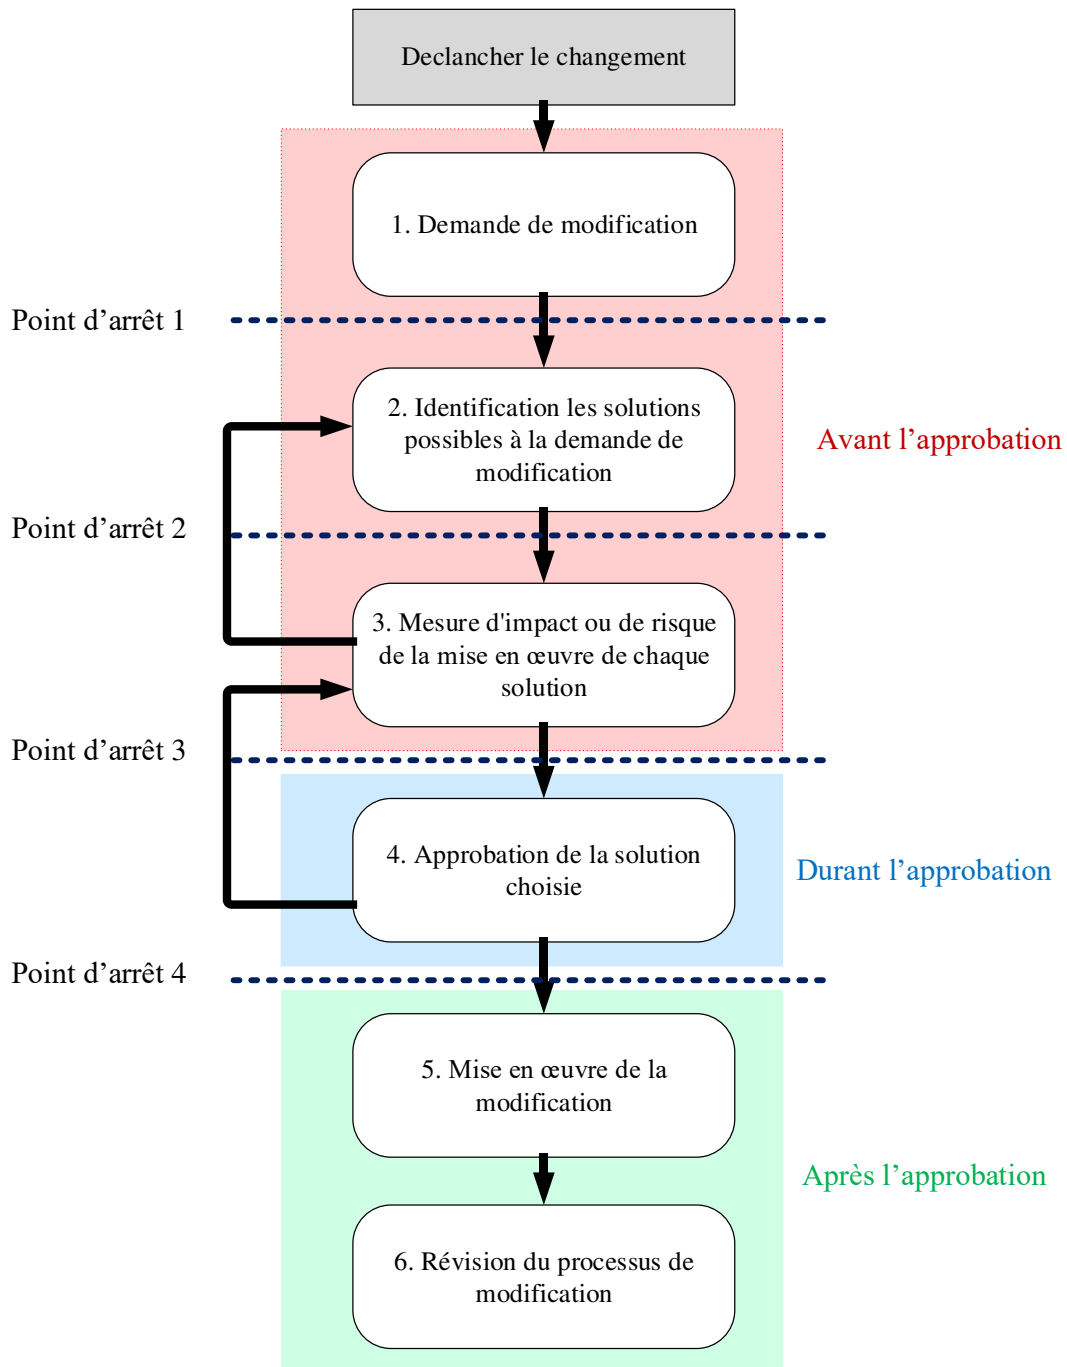 Declancher le changement
1. Demande de modification
Point d’arrêt 1
2. Identification les solutions
possibles à la demande de
modification
Avant l’approbation
Point d’arrêt 2
3. Mesure d'impact ou de risque
de la mise en œuvre de chaque
solution
Point d’arrêt 3
4. Approbation de la solution
choisie
Durant l’approbation
Point d’arrêt 4
5. Mise en œuvre de la
modification
Après l’approbation
6. Révision du processus de
modification